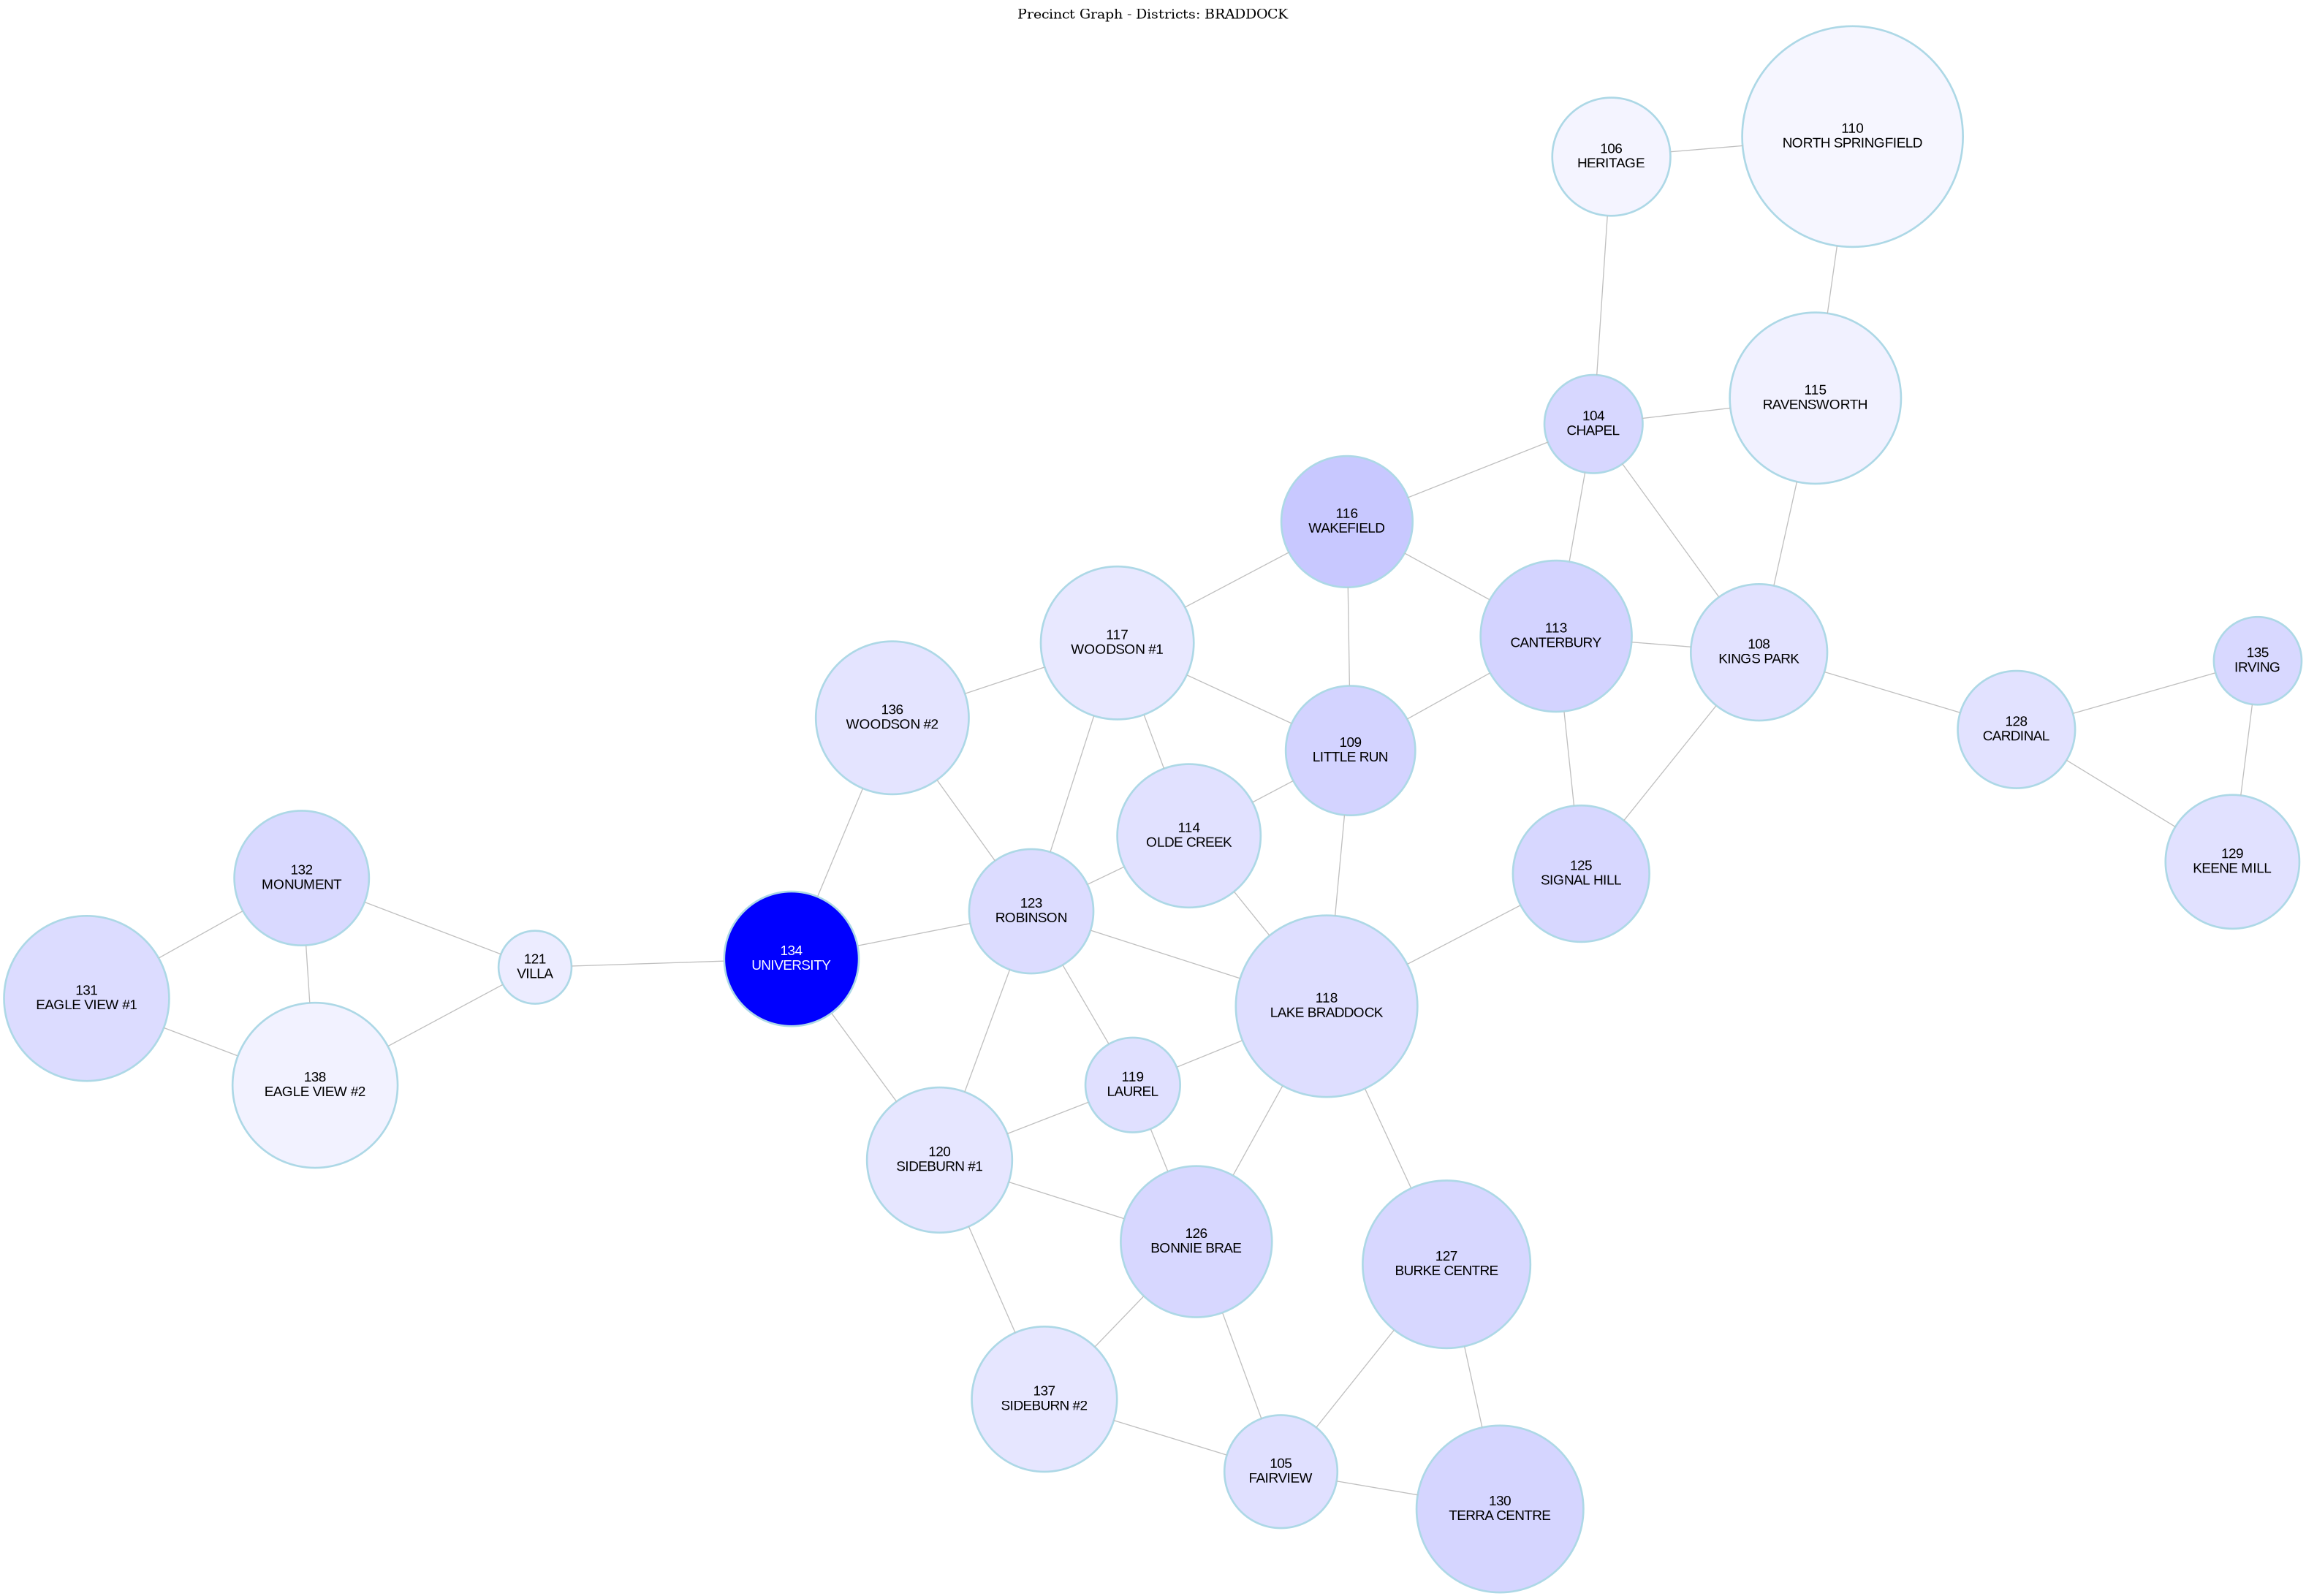 Precinct Graph - Districts: BRADDOCK
110
NORTH SPRINGFIELD
106
HERITAGE
115
RAVENSWORTH
104
CHAPEL
116
WAKEFIELD
113
CANTERBURY
117
WOODSON #1
108
KINGS PARK
135
IRVING
136
WOODSON #2
109
LITTLE RUN
128
CARDINAL
114
OLDE CREEK
129
KEENE MILL
132
MONUMENT
125
SIGNAL HILL
123
ROBINSON
134
UNIVERSITY
121
VILLA
131
EAGLE VIEW #1
118
LAKE BRADDOCK
138
EAGLE VIEW #2
119
LAUREL
120
SIDEBURN #1
126
BONNIE BRAE
127
BURKE CENTRE
137
SIDEBURN #2
105
FAIRVIEW
130
TERRA CENTRE